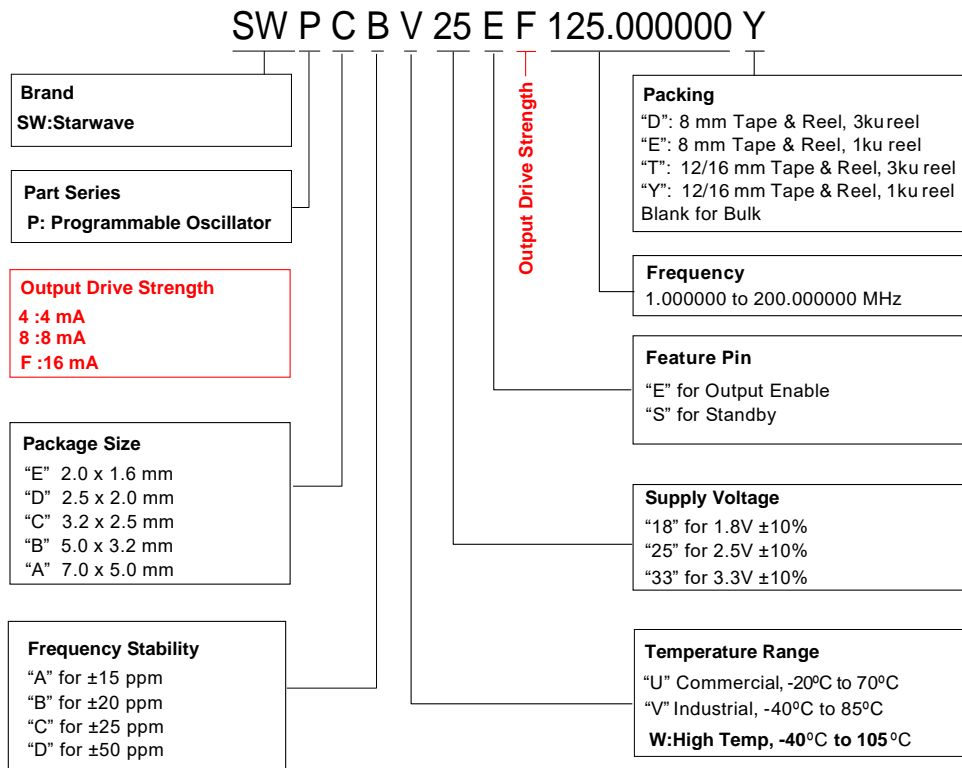 SW P C B V 25 E F 125.000000 Y
Brand
SW:Starwave
Part Series
P: Programmable Oscillator
Output Drive Strength
4 :4 mA
8 :8 mA
F :16 mA
Package Size
“E” 2.0 x 1.6 mm
“D” 2.5 x 2.0 mm
“C” 3.2 x 2.5 mm
“B” 5.0 x 3.2 mm
“A” 7.0 x 5.0 mm
Frequency Stability
“A” for ±15 ppm
“B” for ±20 ppm
“C” for ±25 ppm
“D” for ±50 ppm
Output Drive Strength
Packing
“D”: 8 mm Tape & Reel, 3ku reel
“E”: 8 mm Tape & Reel, 1ku reel
“T”: 12/16 mm Tape & Reel, 3ku reel
“Y”: 12/16 mm Tape & Reel, 1ku reel
Blank for Bulk
Frequency
1.000000 to 200.000000 MHz
Feature Pin
“E” for Output Enable
“S” for Standby
Supply Voltage
“18” for 1.8V ±10%
“25” for 2.5V ±10%
“33” for 3.3V ±10%
Temperature Range
“U” Commercial, -20ºC to 70ºC
“V” Industrial, -40ºC to 85ºC
W:High Temp, -40ºC to 105ºC